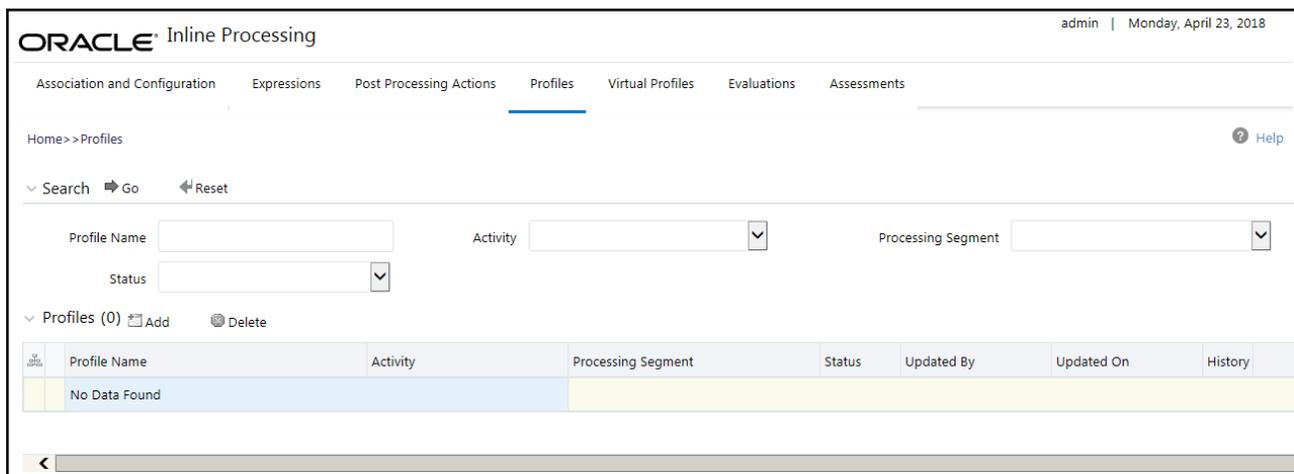 admin | Monday, April 23, 2018
ORACLE® Inline Processing
Association and Configuration Expressions Post Processing Actions Profiles Virtual Profiles Evaluations Assessments
Home>>Profiles Help
Search Go Reset
Profile Name Activity Processing Segment
Status
Profiles (0) Add Delete
Profile Name Activity Processing Segment Status Updated By Updated On History
No Data Found